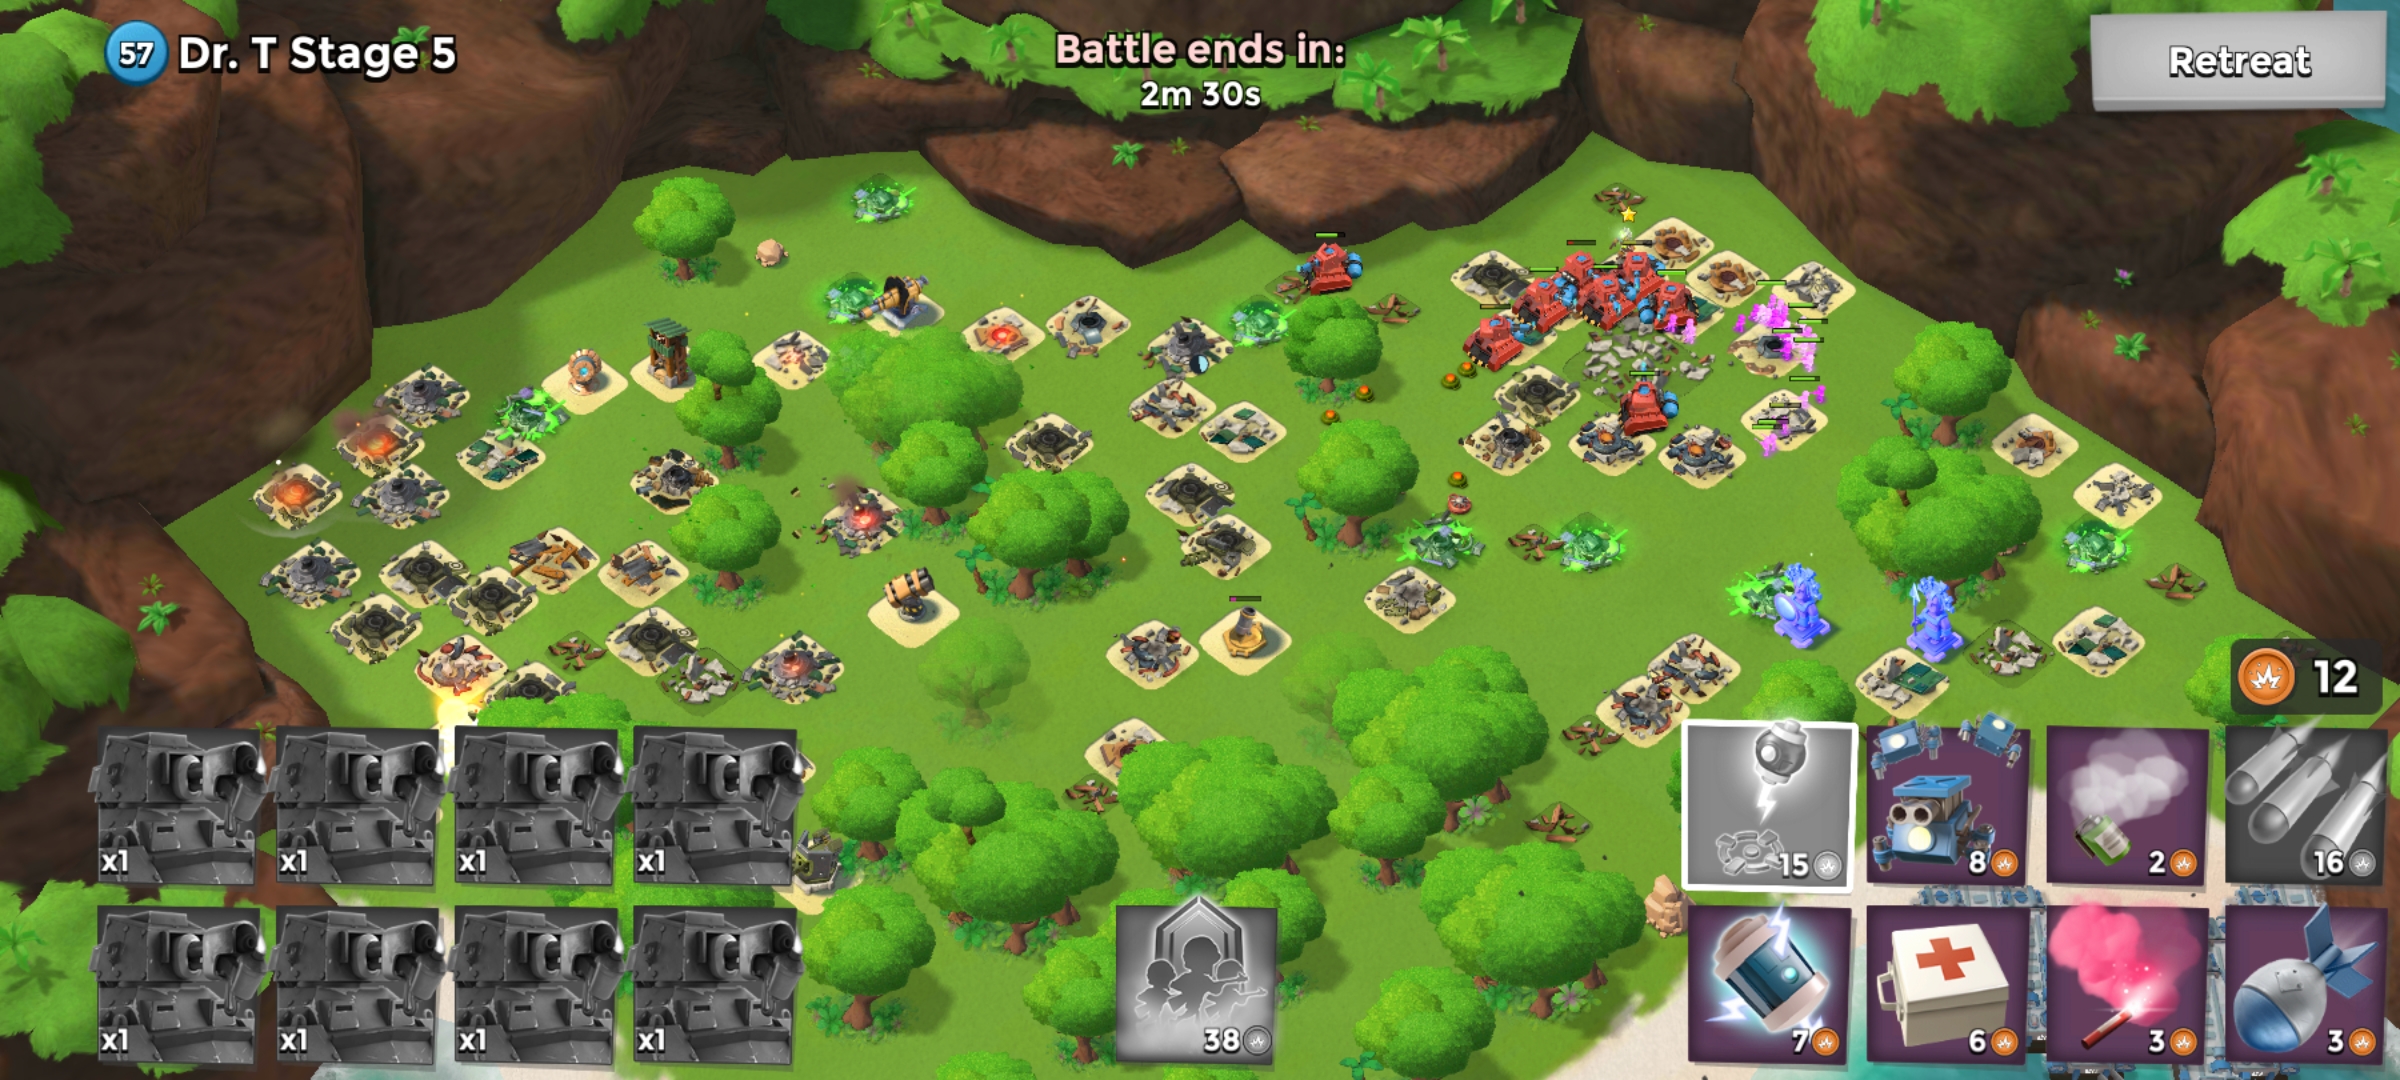 57 Dr. T Stage 5
Battle ends in:
2m 30s
Retreat
12
x1
x1
x1
x1
15
8
2
16
x1
x1
x1
x1
38
7
6
3
3